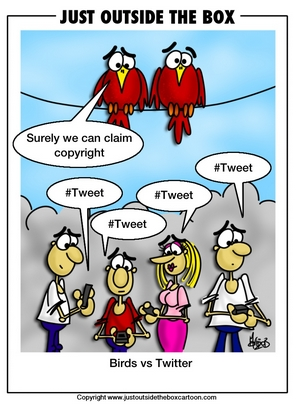 JUST OUTSIDE THE BOX
Surely we can claim
copyright
#Tweet
#Tweet
#Tweet
#Tweet
Birds vs Twitter
Copyright www.justoutsidetheboxcartoon.com